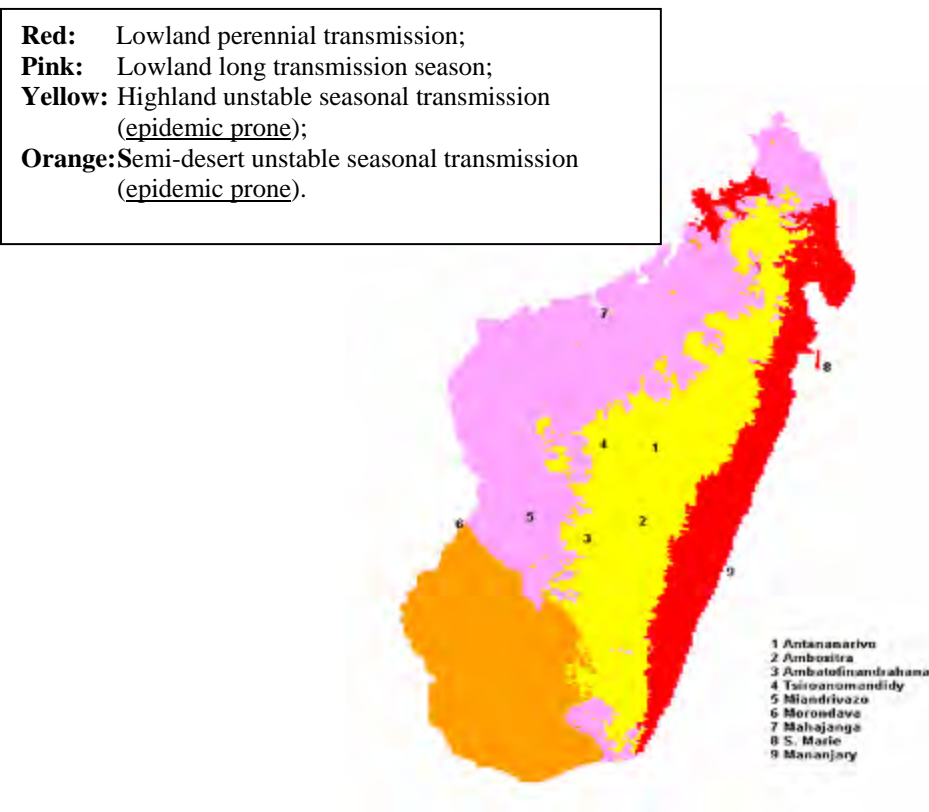 Red: Lowland perennial transmission;
Pink: Lowland long transmission season;
Yellow: Highland unstable seasonal transmission
(epidemic prone);
Orange:Semi-desert unstable seasonal transmission
(epidemic prone).
7
8
4
1
5
6
2
3
9
1 Antananarivo
2 Ambositra
3 Ambatofinandrahana
4 Tsiroanomandidy
5 Miandrivazo
6 Morondava
7 Mahajanga
8 S. Marie
9 Mananjary